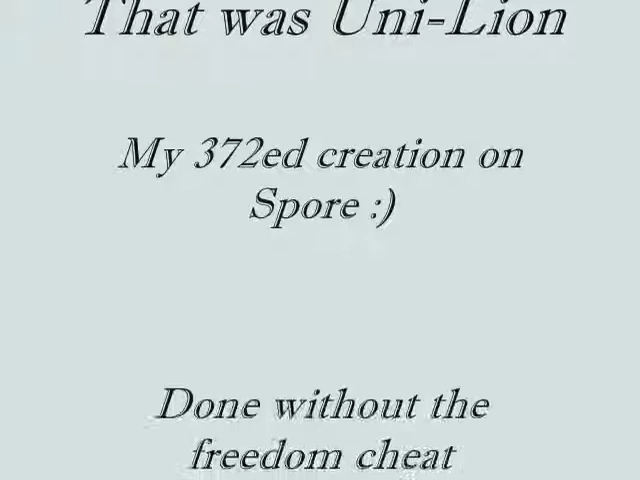 That was Uni-Lion
My 372ed creation on
Spore :)
Done without the
freedom cheat